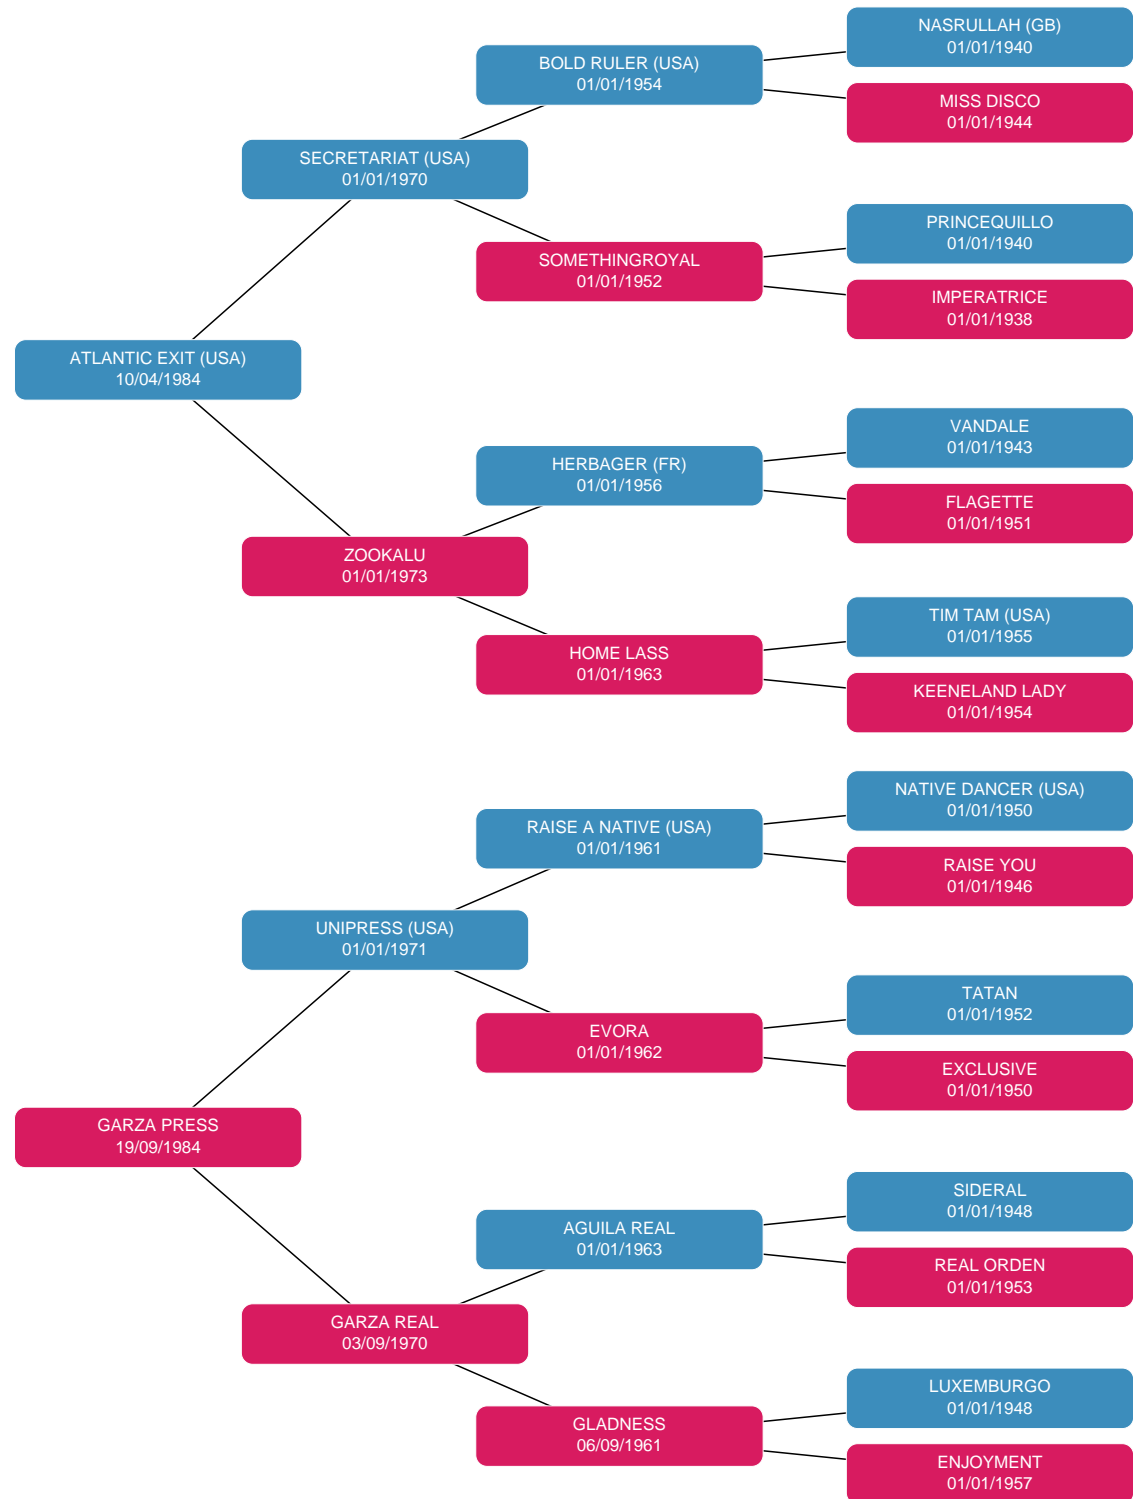 NASRULLAH (GB)
01/01/1940
BOLD RULER (USA)
01/01/1954
MISS DISCO
01/01/1944
SECRETARIAT (USA)
01/01/1970
PRINCEQUILLO
01/01/1940
SOMETHINGROYAL
01/01/1952
IMPERATRICE
01/01/1938
ATLANTIC EXIT (USA)
10/04/1984
VANDALE
01/01/1943
HERBAGER (FR)
01/01/1956
FLAGETTE
01/01/1951
ZOOKALU
01/01/1973
TIM TAM (USA)
01/01/1955
HOME LASS
01/01/1963
KEENELAND LADY
01/01/1954
NATIVE DANCER (USA)
01/01/1950
RAISE A NATIVE (USA)
01/01/1961
RAISE YOU
01/01/1946
UNIPRESS (USA)
01/01/1971
TATAN
01/01/1952
EVORA
01/01/1962
EXCLUSIVE
01/01/1950
GARZA PRESS
19/09/1984
SIDERAL
01/01/1948
AGUILA REAL
01/01/1963
REAL ORDEN
01/01/1953
GARZA REAL
03/09/1970
LUXEMBURGO
01/01/1948
GLADNESS
06/09/1961
ENJOYMENT
01/01/1957